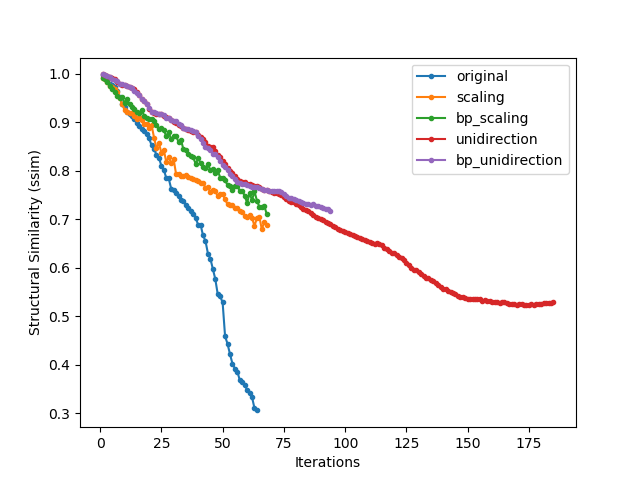 original
scaling
bp_scaling
unidirection
bp_unidirection
1.0
0.9
0.8
0.7
0.6
0.5
0.4
0.3
Structural Similarity (ssim)
0 25 50 75 100 125 150 175
Iterations